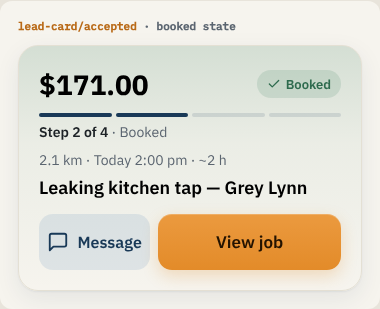 lead-card/accepted · booked state
$171.00
Booked
Step 2 of 4 · Booked
2.1 km · Today 2:00 pm · ~2 h
Leaking kitchen tap — Grey Lynn
Message
View job